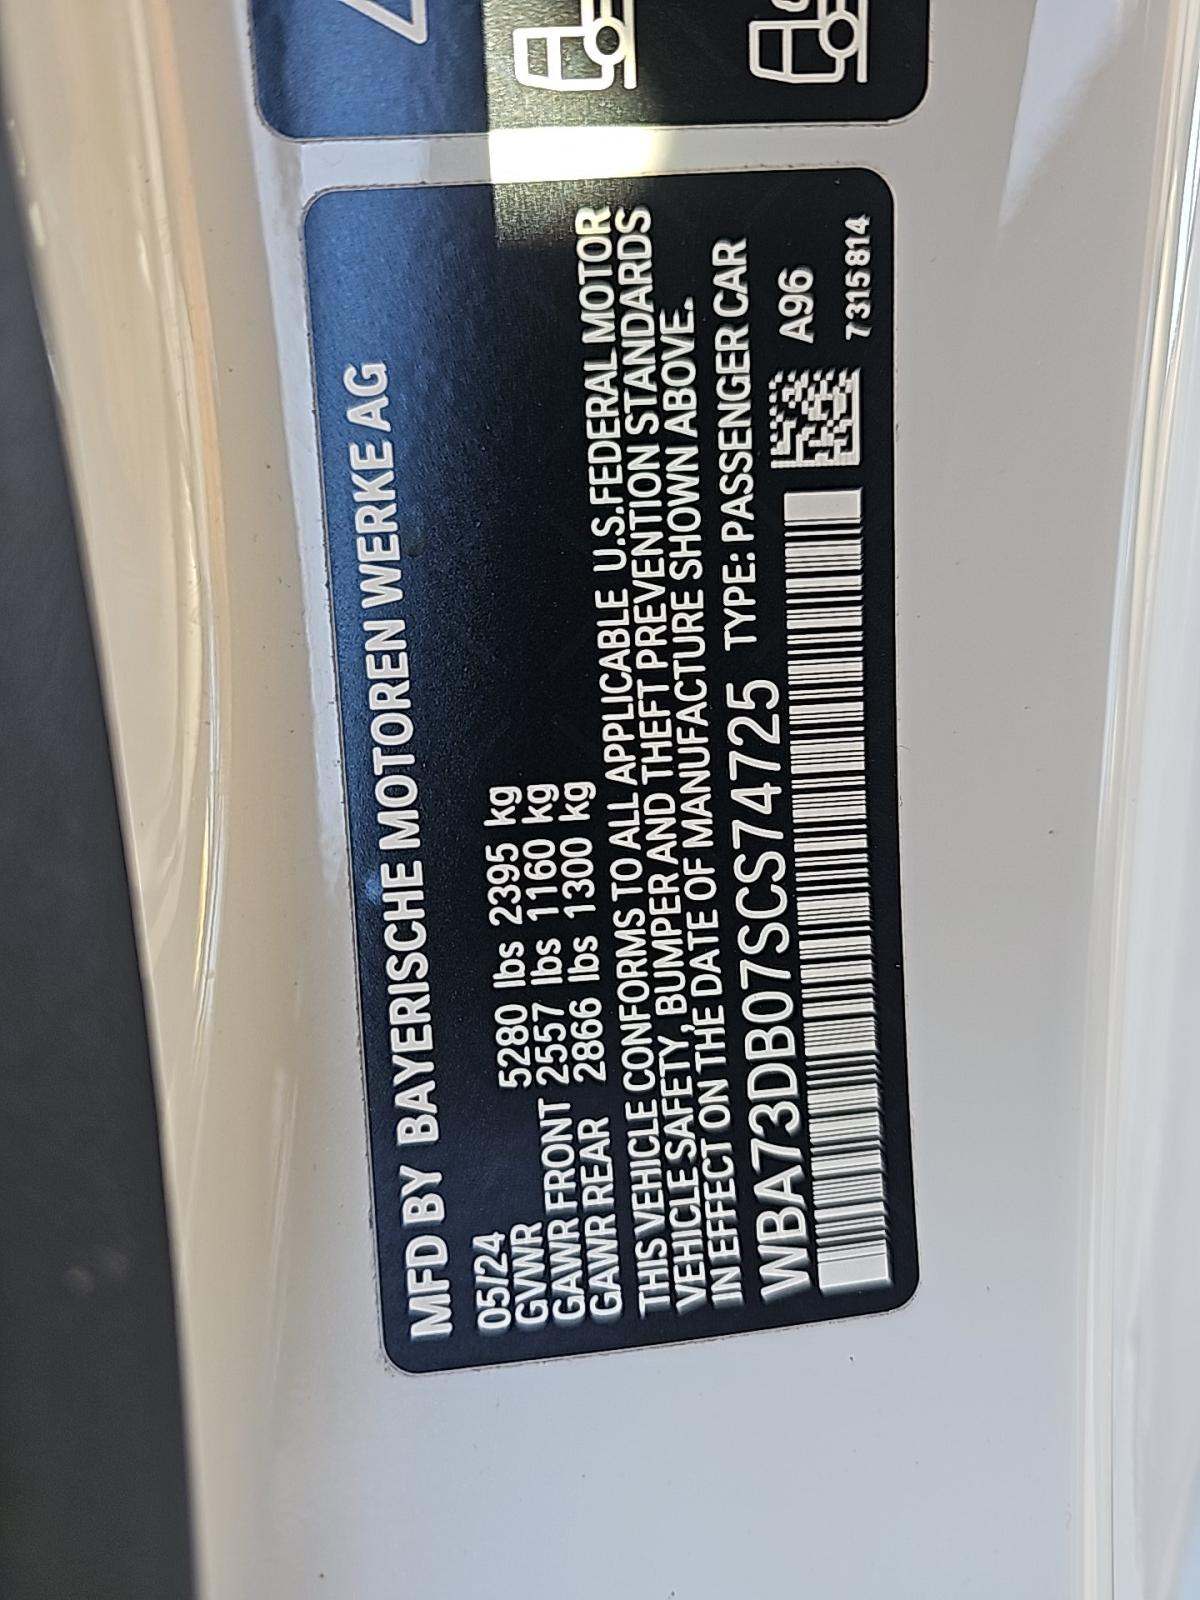 MFD BY BAYERISCHE MOTOREN WERKE AG
05/24
GVWR 5280 lbs 2395 kg
GAWR FRONT 2557 lbs 1160 kg
GAWR REAR 2866 lbs 1300 kg
THIS VEHICLE CONFORMS TO ALL APPLICABLE U.S. FEDERAL MOTOR
VEHICLE SAFETY, BUMPER AND THEFT PREVENTION STANDARDS
IN EFFECT ON THE DATE OF MANUFACTURE SHOWN ABOVE.
WBA73DB07SCS74725 TYPE: PASSENGER CAR
A96
7315814